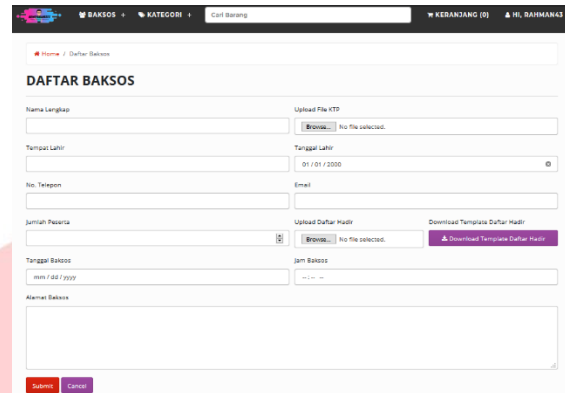 BAKSOS + KATEGORI + Cari Barang KERANJANG (0) HI, RAHMAN43
Home / Daftar Baksos
DAFTAR BAKSOS
Nama Lengkap Upload File KTP
Browse... No file selected.
Tempat Lahir Tanggal Lahir
01 / 01 / 2000
No. Telepon Email
Jumlah Peserta Upload Daftar Hadir Download Template Daftar Hadir
Browse... No file selected. Download Template Daftar Hadir
Tanggal Baksos Jam Baksos
mm / dd / yyyy --:-- --
Alamat Baksos
Submit Cancel